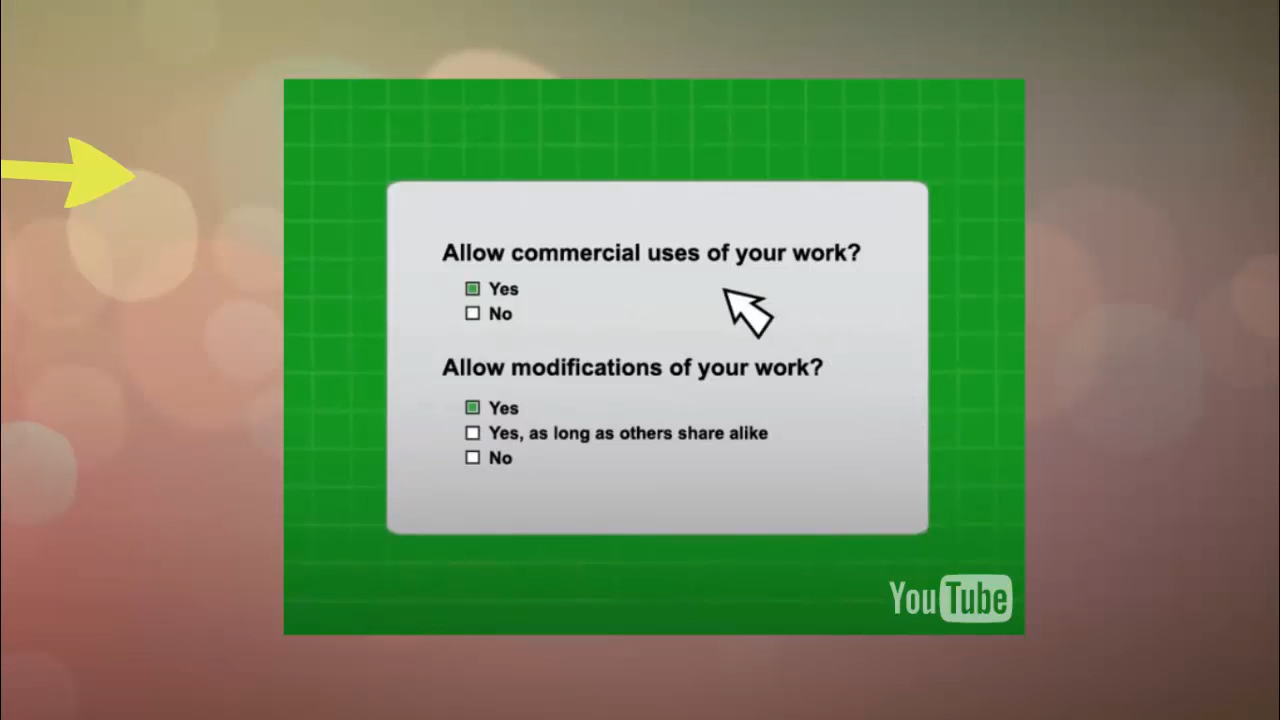 Allow commercial uses of your work?
Yes
No
Allow modifications of your work?
Yes
Yes, as long as others share alike
No
YouTube